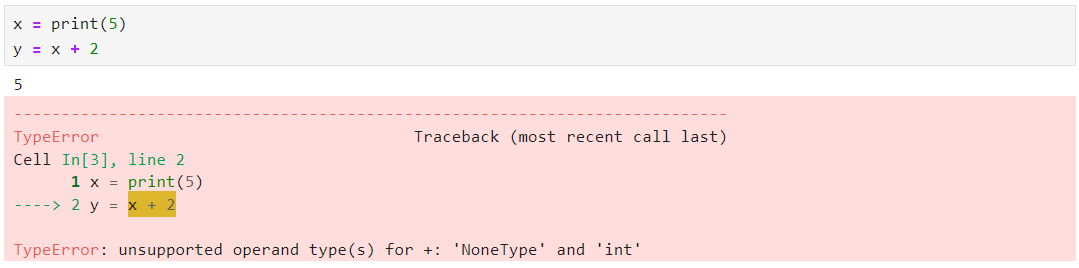 x = print(5)
y = x + 2
5
---------------------------------------------------------------------------
TypeError                                 Traceback (most recent call last)
Cell In[3], line 2
      1 x = print(5)
----> 2 y = x + 2

TypeError: unsupported operand type(s) for +: 'NoneType' and 'int'